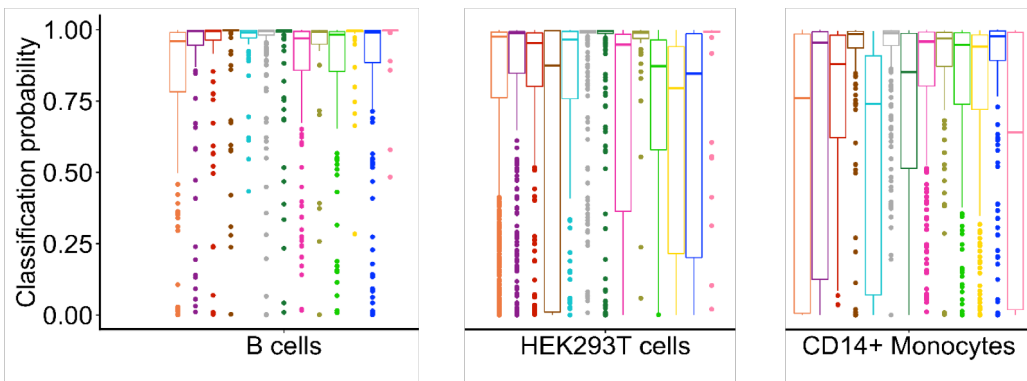 Classification probability
1.00
0.75
0.50
0.25
0.00
B cells
HEK293T cells
CD14+ Monocytes